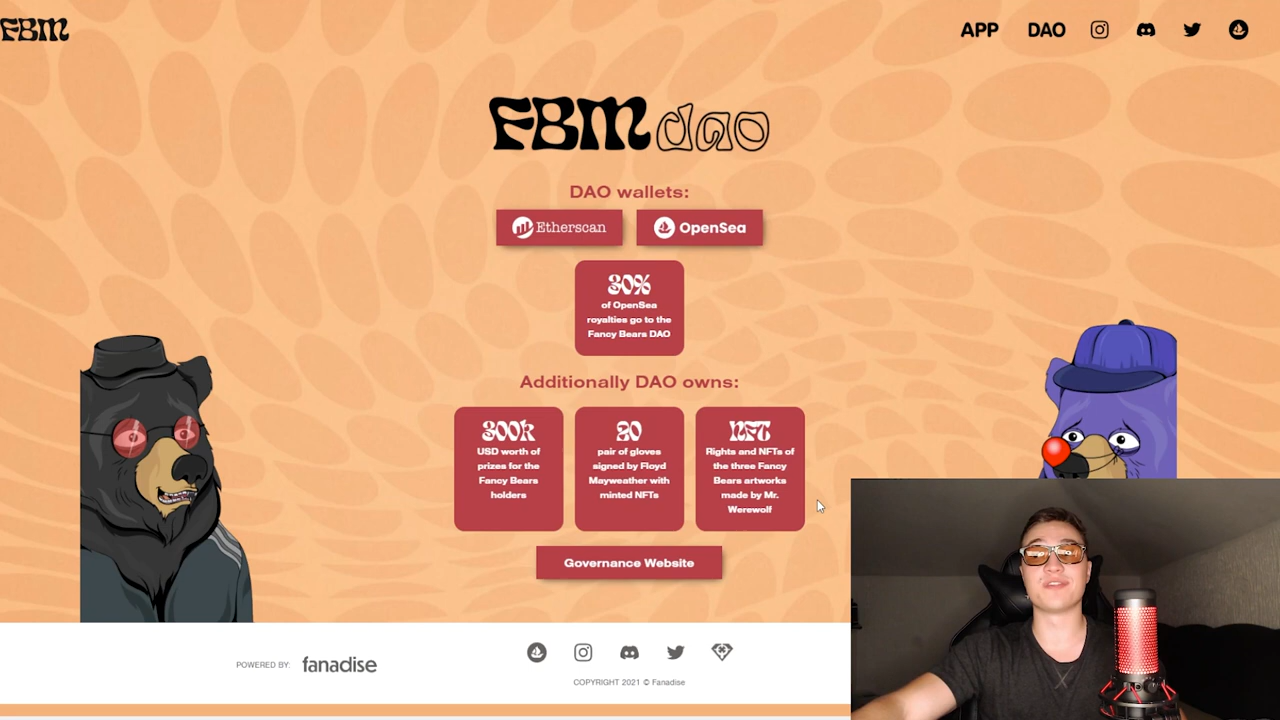 FBM
APP DAO
FBM dao
DAO wallets:
Etherscan OpenSea
30%
of OpenSea
royalties go to the
Fancy Bears DAO
Additionally DAO owns:
300k
USD worth of
prizes for the
Fancy Bears
holders
20
pair of gloves
signed by Floyd
Mayweather with
minted NFTs
NFT
Rights and NFTs of
the three Fancy
Bears artworks
made by Mr.
Werewolf
Governance Website
POWERED BY: fanadise
COPYRIGHT 2021 © Fanadise